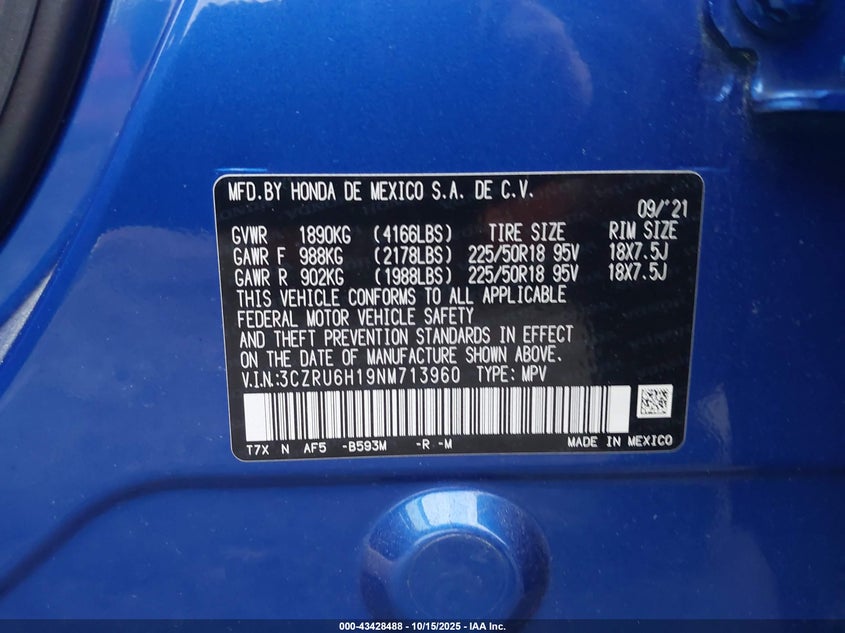 MFD.BY HONDA DE MEXICO S.A. DE C.V.
09/'21
GVWR 1890KG (4166LBS) TIRE SIZE RIM SIZE
GAWR F 988KG (2178LBS) 225/50R18 95V 18X7.5J
GAWR R 902KG (1988LBS) 225/50R18 95V 18X7.5J
THIS VEHICLE CONFORMS TO ALL APPLICABLE
FEDERAL MOTOR VEHICLE SAFETY
AND THEFT PREVENTION STANDARDS IN EFFECT
ON THE DATE OF MANUFACTURE SHOWN ABOVE.
V.I.N.:3CZRU6H19NM713960 TYPE: MPV
T7X N AF5 -B593M -R -M MADE IN MEXICO
000-43428488 - 10/15/2025 - IAA Inc.